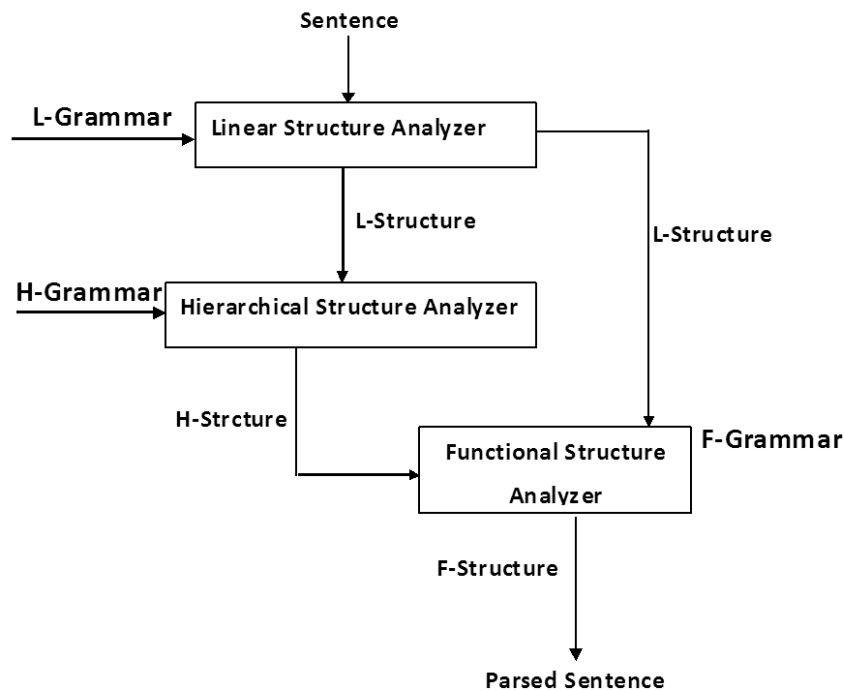 Sentence
L-Grammar
Linear Structure Analyzer
L-Structure
L-Structure
H-Grammar
Hierarchical Structure Analyzer
H-Strcture
F-Grammar
Functional Structure
Analyzer
F-Structure
Parsed Sentence